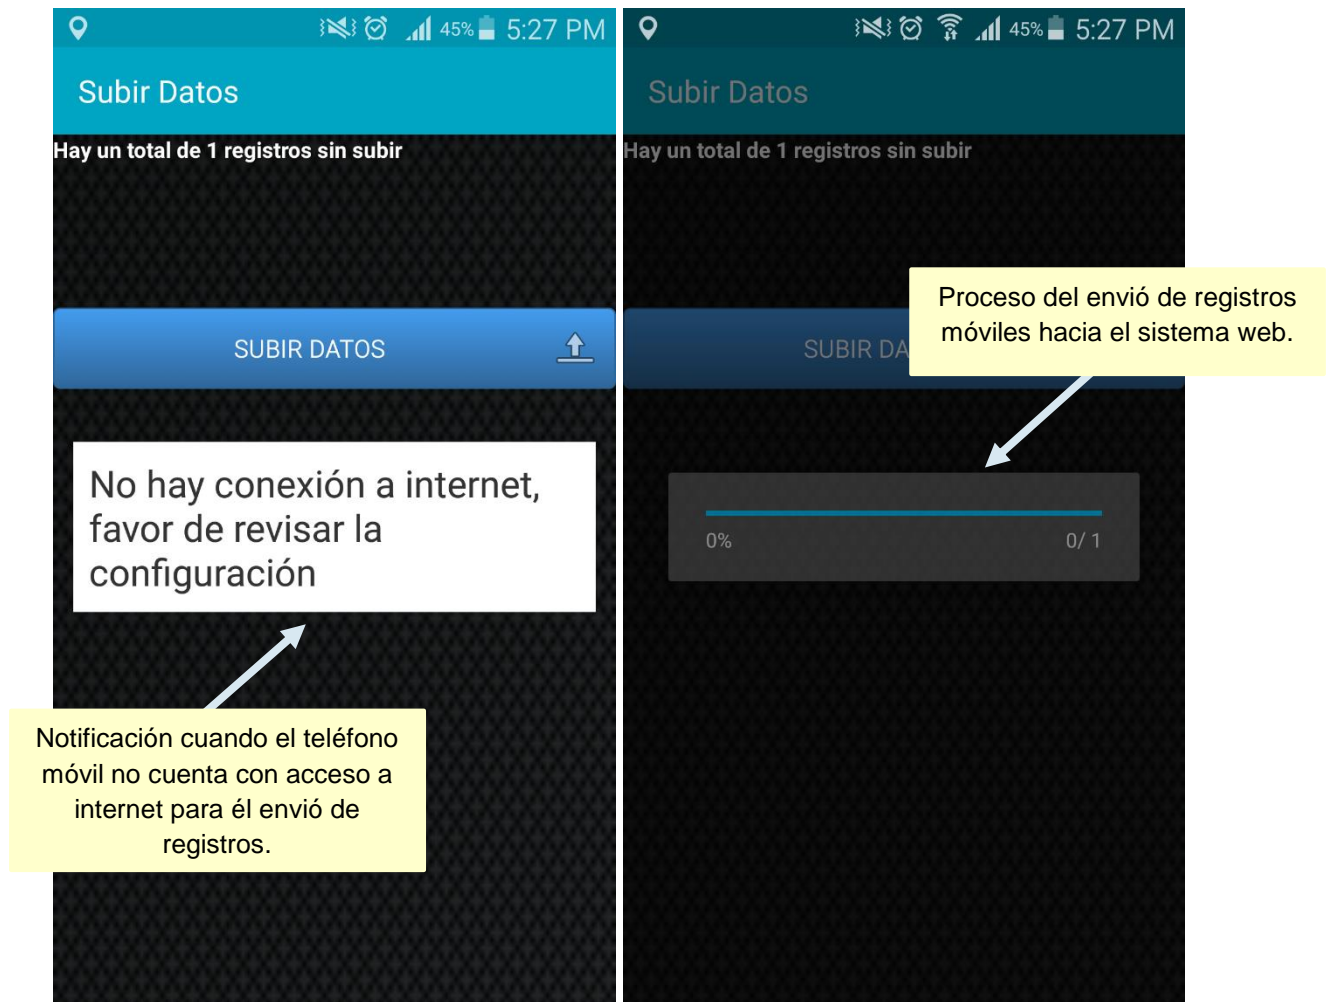 45% 5:27 PM
Subir Datos
Hay un total de 1 registros sin subir
SUBIR DATOS
No hay conexión a internet,
favor de revisar la
configuración
Notificación cuando el teléfono
móvil no cuenta con acceso a
internet para él envió de
registros.
45% 5:27 PM
Subir Datos
Hay un total de 1 registros sin subir
Proceso del envió de registros
móviles hacia el sistema web.
SUBIR DA
0% 0/ 1